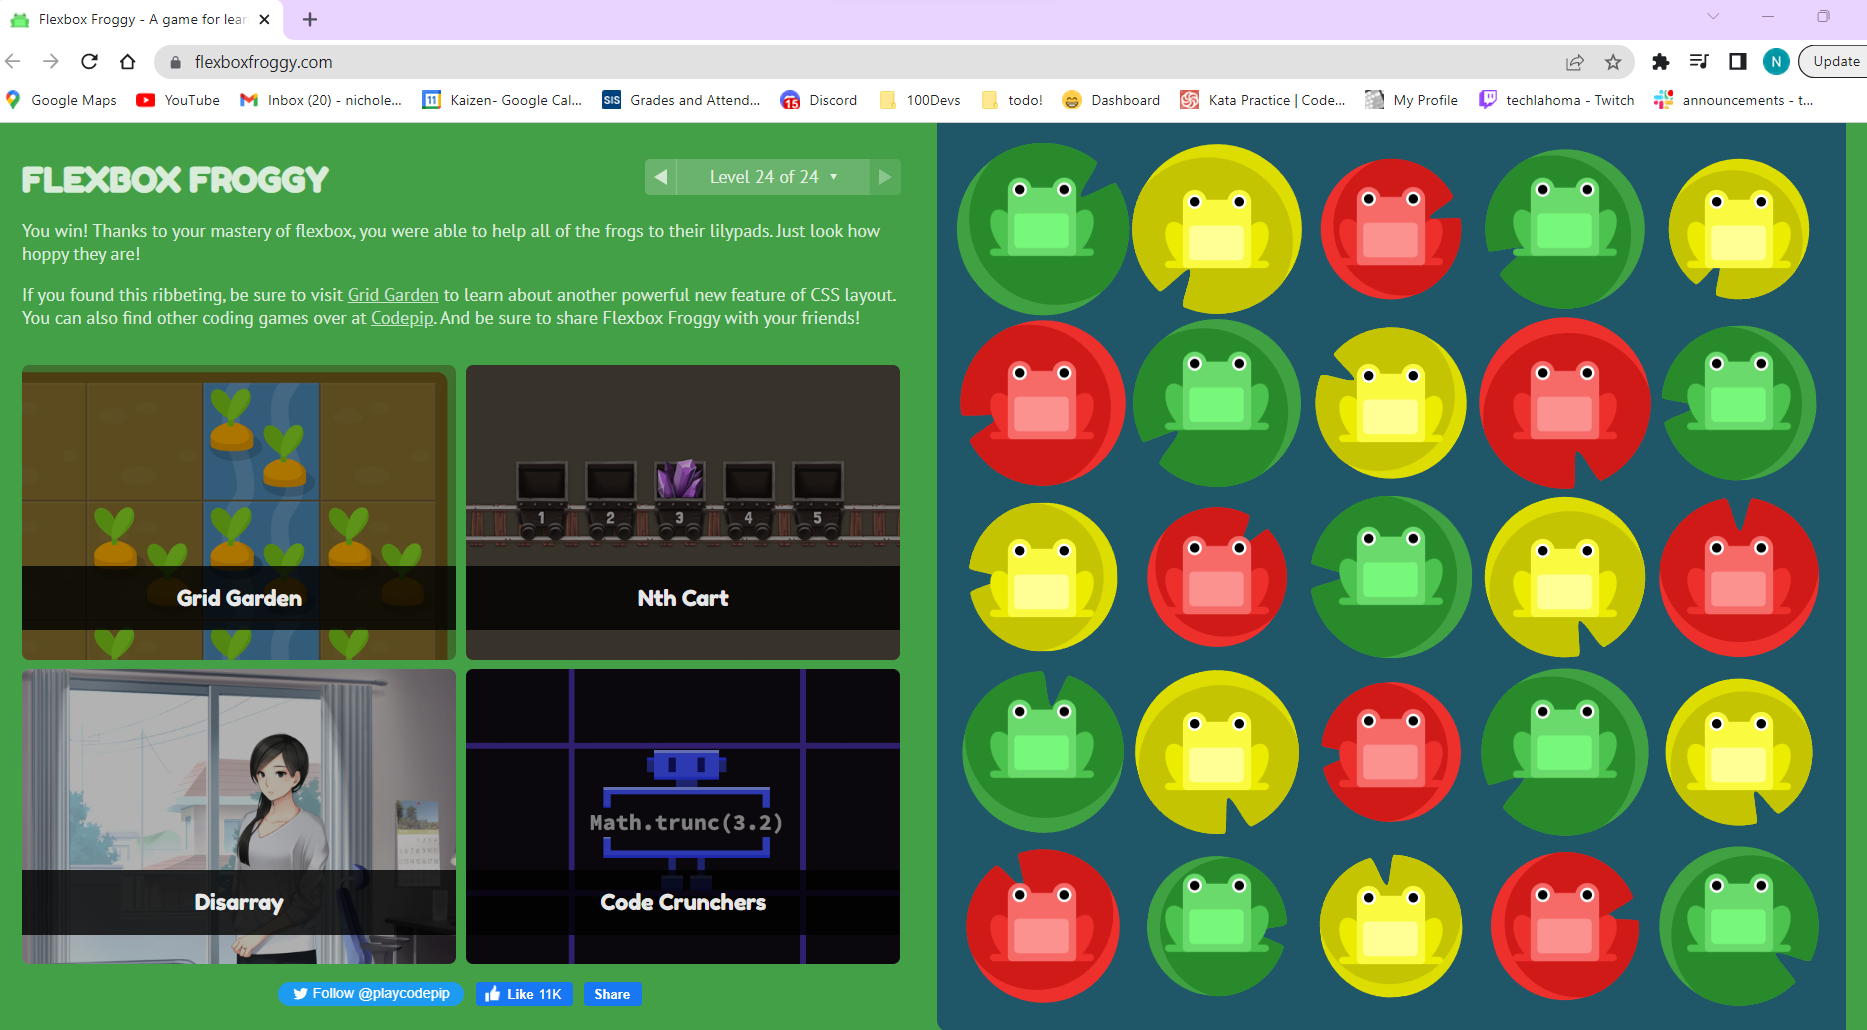 Flexbox Froggy - A game for lear
flexboxfroggy.com
N
Update
Google Maps
YouTube
Inbox (20) - nichole...
11
Kaizen- Google Cal...
SIS
Grades and Attend...
15
Discord
100Devs
todo!
Dashboard
Kata Practice | Code...
My Profile
techlahoma - Twitch
announcements - t...
FLEXBOX FROGGY
Level 24 of 24
You win! Thanks to your mastery of flexbox, you were able to help all of the frogs to their lilypads. Just look how
hoppy they are!
If you found this ribbeting, be sure to visit Grid Garden to learn about another powerful new feature of CSS layout.
You can also find other coding games over at Codepip. And be sure to share Flexbox Froggy with your friends!
1 2 3 4 5
Grid Garden
Nth Cart
Math.trunc(3.2)
Disarray
Code Crunchers
Follow @playcodepip
Like 11K
Share